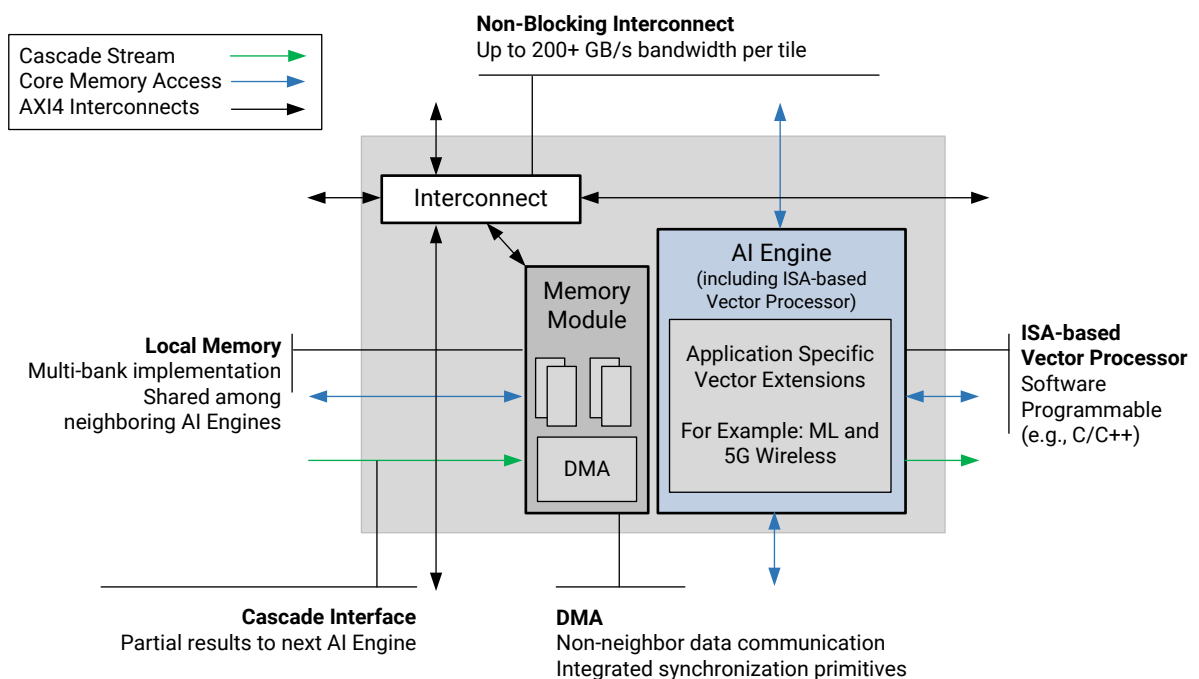 Non-Blocking Interconnect
Up to 200+ GB/s bandwidth per tile
Cascade Stream
Core Memory Access
AXI4 Interconnects
Interconnect
AI Engine
(including ISA-based
Vector Processor)
Memory
Module
Application Specific
Vector Extensions
For Example: ML and
5G Wireless
DMA
Local Memory
Multi-bank implementation
Shared among
neighboring AI Engines
ISA-based
Vector Processor
Software
Programmable
(e.g., C/C++)
Cascade Interface
Partial results to next AI Engine
DMA
Non-neighbor data communication
Integrated synchronization primitives